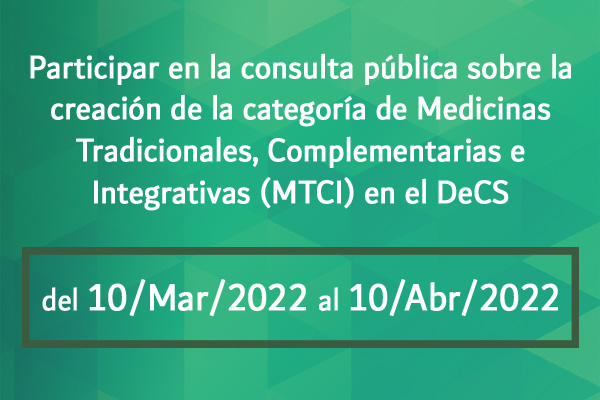 Participar en la consulta pública sobre la
creación de la categoría de Medicinas
Tradicionales, Complementarias e
Integrativas (MTCI) en el DeCS
del 10/Mar/2022 al 10/Abr/2022